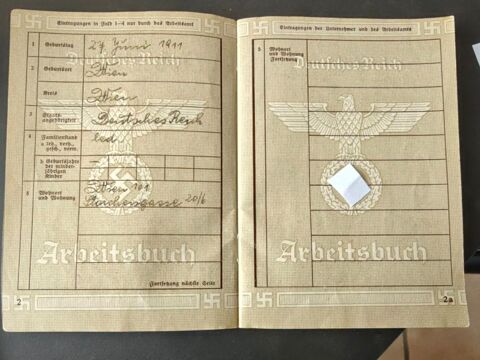 Eintragungen in Feld 1—4 nur durch das Arbeitsamt
1 Geburtstag 27. Juni 1911
Deutsches Reich
2 Geburtsort Wien
Kreis Wien
3 Staats-
angehörigkeit Deutsches Reich
4 Familienstand
a led., verh.,
gesch., verw. led
b Geburtsjahre
der minder-
jährigen
Kinder —
5 Wohnort
und Wohnung Wien 101
20/6
Arbeitsbuch
Fortsetzung nächste Seite
2
Eintragungen der Unternehmer und des Arbeitsamts
5 Wohnort
und Wohnung
Fortsetzung
Deutsches Reich
Arbeitsbuch
2a